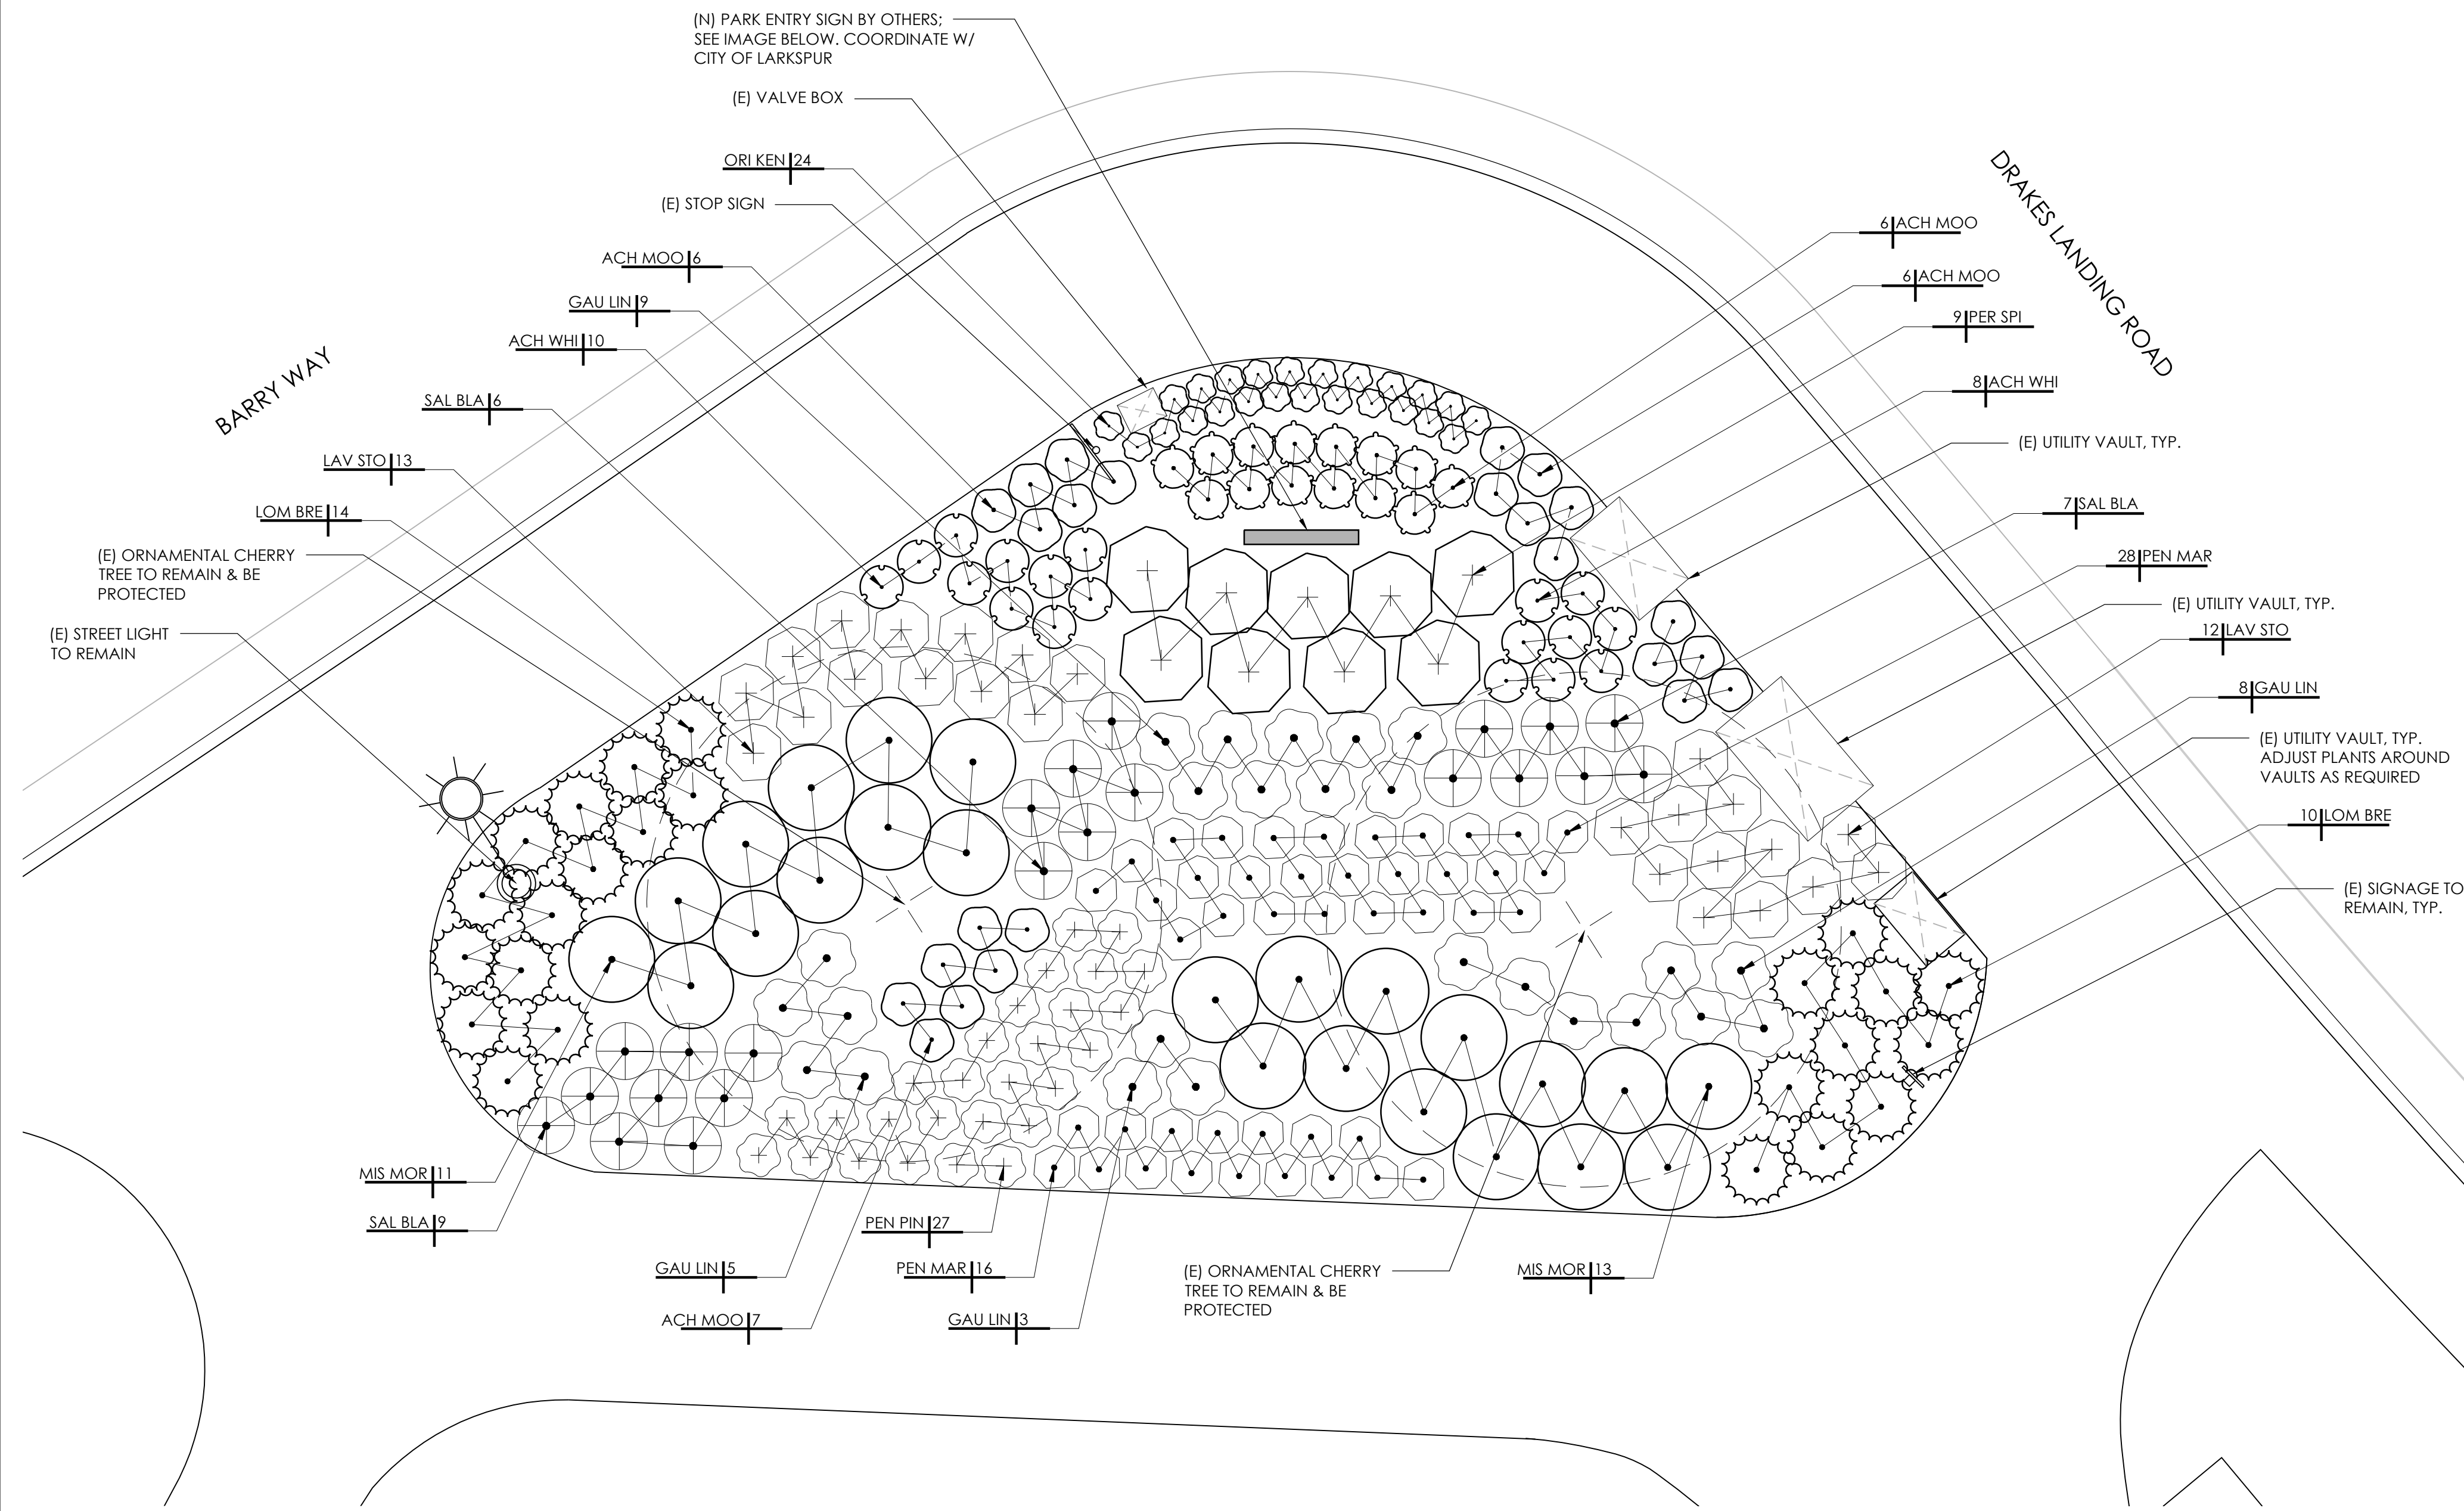 (N) PARK ENTRY SIGN BY OTHERS;
SEE IMAGE BELOW. COORDINATE W/
CITY OF LARKSPUR
(E) VALVE BOX
ORI KEN 24
(E) STOP SIGN
ACH MOO 6
GAU LIN 9
ACH WHI 10
BARRY WAY
SAL BLA 6
LAV STO 13
LOM BRE 14
(E) ORNAMENTAL CHERRY
TREE TO REMAIN & BE
PROTECTED
(E) STREET LIGHT
TO REMAIN
DRAKES LANDING ROAD
6 ACH MOO
6 ACH MOO
9 PER SPI
8 ACH WHI
(E) UTILITY VAULT, TYP.
7 SAL BLA
28 PEN MAR
(E) UTILITY VAULT, TYP.
12 LAV STO
8 GAU LIN
(E) UTILITY VAULT, TYP.
ADJUST PLANTS AROUND
VAULTS AS REQUIRED
10 LOM BRE
(E) SIGNAGE TO
REMAIN, TYP.
MIS MOR 11
SAL BLA 9
GAU LIN 5
ACH MOO 7
PEN PIN 27
PEN MAR 16
GAU LIN 3
(E) ORNAMENTAL CHERRY
TREE TO REMAIN & BE
PROTECTED
MIS MOR 13